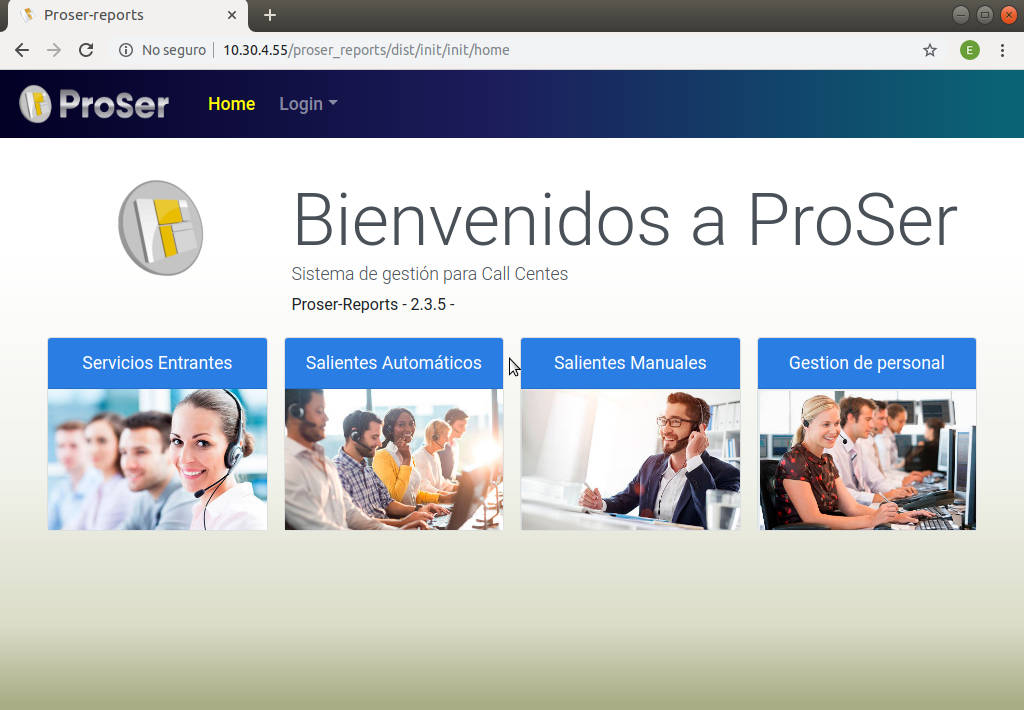 Proser-reports
No seguro
10.30.4.55/proser_reports/dist/init/init/home
E
ProSer
Home
Login
Bienvenidos a ProSer
Sistema de gestión para Call Centes
Proser-Reports - 2.3.5 -
Servicios Entrantes
Salientes Automáticos
Salientes Manuales
Gestion de personal